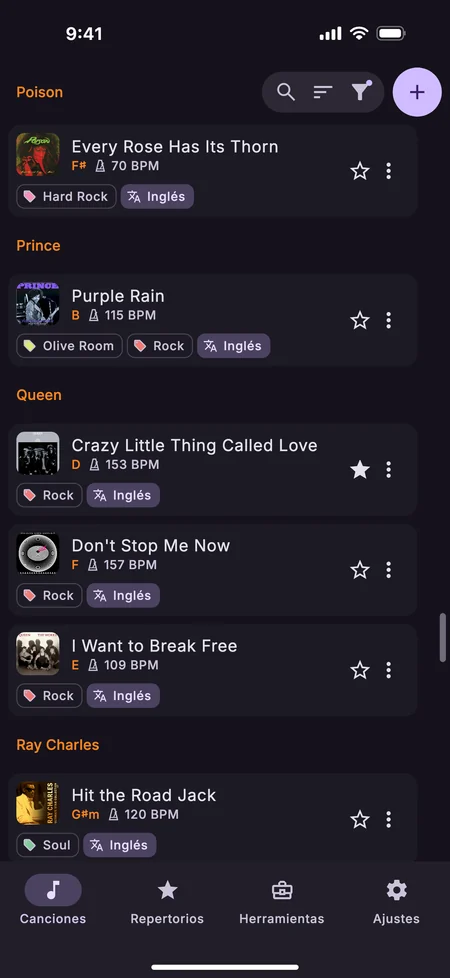 9:41
Poison
Every Rose Has Its Thorn
F# 70 BPM
Hard Rock Inglés
Prince
PRINCE
Purple Rain
B 115 BPM
Olive Room Rock Inglés
Queen
Crazy Little Thing Called Love
D 153 BPM
Rock Inglés
Don't Stop Me Now
F 157 BPM
Rock Inglés
I Want to Break Free
E 109 BPM
Rock Inglés
Ray Charles
RAY CHARLES
Hit the Road Jack
G#m 120 BPM
Soul Inglés
Canciones Repertorios Herramientas Ajustes